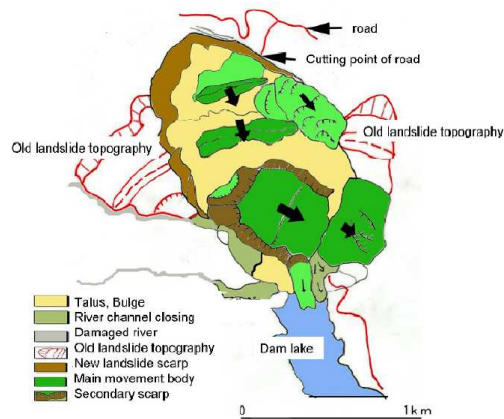 road
Cutting point of road
Old landslide topography
Old landslide topography
Talus, Bulge
River channel closing
Damaged river
Old landslide topography
New landslide scarp
Main movement body
Secondary scarp
Dam lake
0 1km